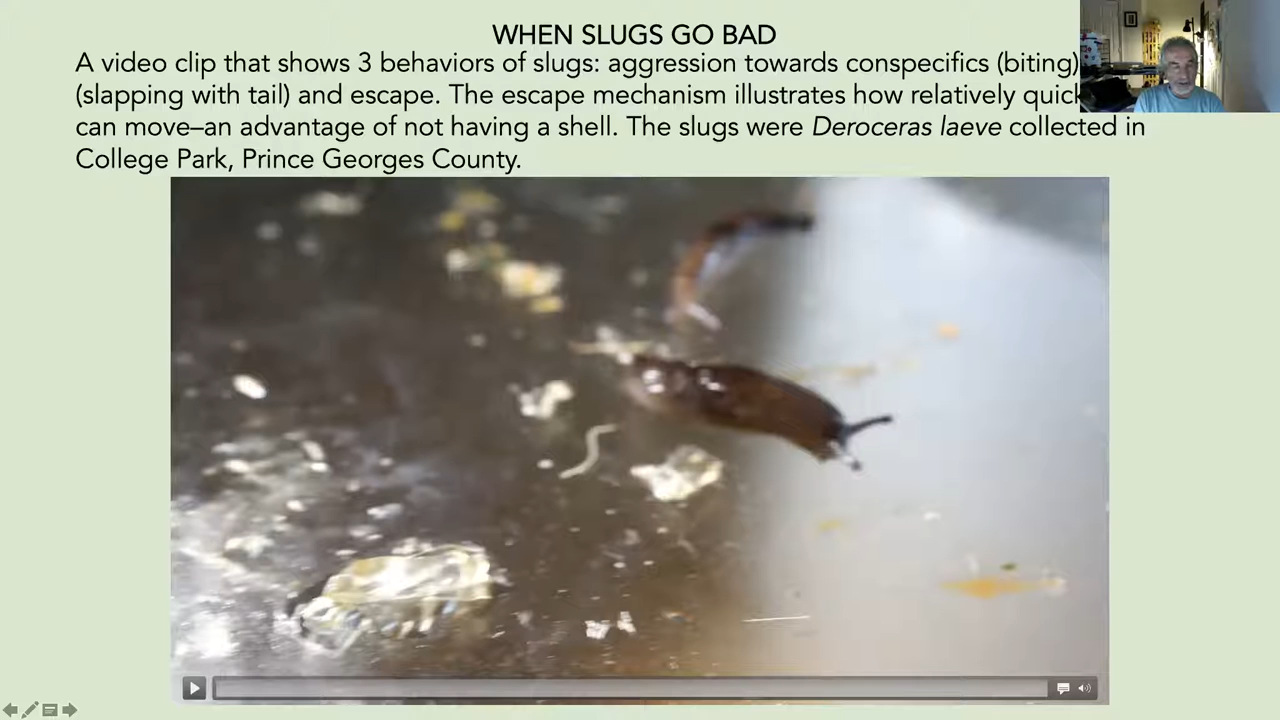 WHEN SLUGS GO BAD
A video clip that shows 3 behaviors of slugs: aggression towards conspecifics (biting)
(slapping with tail) and escape. The escape mechanism illustrates how relatively quick
can move–an advantage of not having a shell. The slugs were Deroceras laeve collected in
College Park, Prince Georges County.